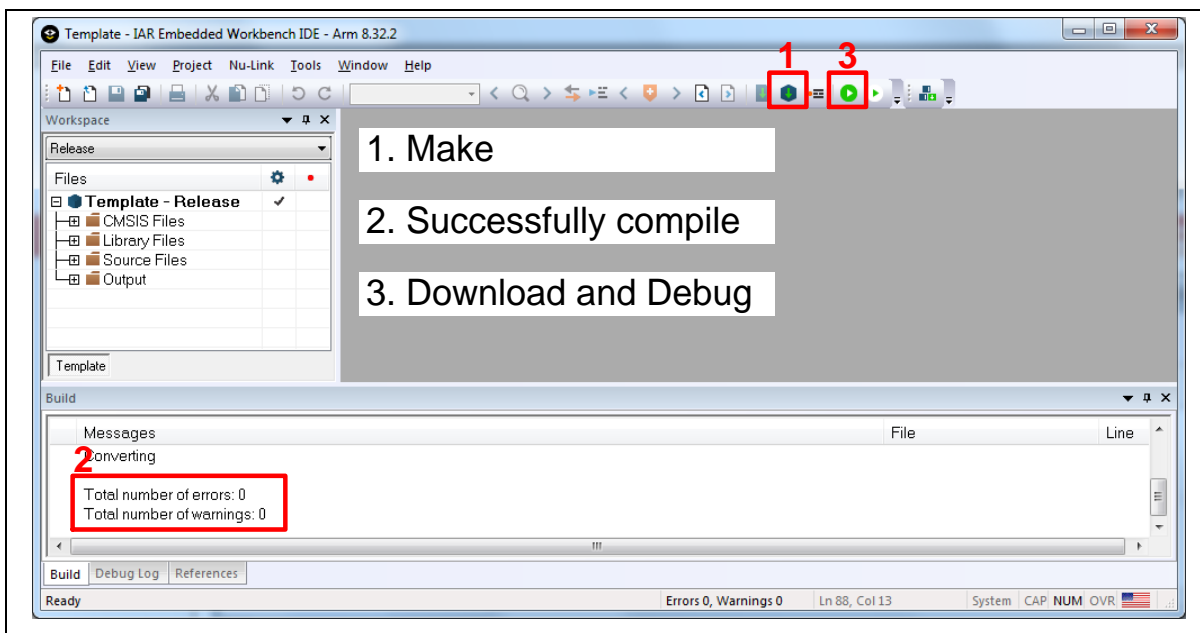 Template - IAR Embedded Workbench IDE - Arm 8.32.2
File Edit View Project Nu-Link Tools Window Help
1 3
Workspace
Release
Files
Template - Release
CMSIS Files
Library Files
Source Files
Output
Template
1. Make
2. Successfully compile
3. Download and Debug
Build
Messages File Line
Converting
2
Total number of errors: 0
Total number of warnings: 0
Build Debug Log References
Ready Errors 0, Warnings 0 Ln 88, Col 13 System CAP NUM OVR